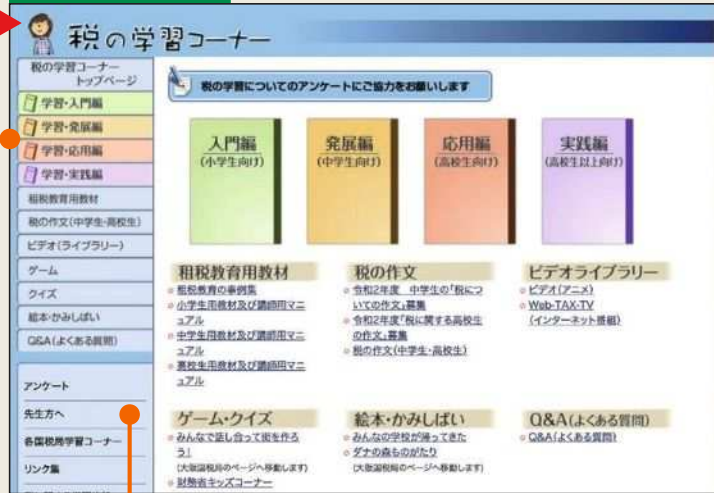 税の学習コーナー
税の学習コーナー
トップページ
学習・入門編
学習・発展編
学習・応用編
学習・実践編
租税教育用教材
税の作文(中学生・高校生)
ビデオ(ライブラリー)
ゲーム
クイズ
絵本・かみしばい
Q&A(よくある質問)
アンケート
先生方へ
各国税局学習コーナー
リンク集
税の学習についてのアンケートにご協力をお願いします
入門編
(小学生向け)
発展編
(中学生向け)
応用編
(高校生向け)
実践編
(高校生以上向け)
租税教育用教材
租税教育の事例集
小学生用教材及び講師用マニ
ュアル
中学生用教材及び講師用マニ
ュアル
高校生用教材及び講師用マニ
ュアル
税の作文
令和2年度 中学生の「税につ
いての作文」募集
令和2年度「税に関する高校生
の作文」募集
税の作文(中学生・高校生)
ビデオライブラリー
ビデオ(アニメ)
Web-TAX-TV
(インターネット番組)
ゲーム・クイズ
みんなで話し合って街を作ろ
う!
(大阪国税局のページへ移動します)
財務省キッズコーナー
絵本・かみしばい
みんなの学校が帰ってきた
ダナの森ものがたり
(大阪国税局のページへ移動します)
Q&A(よくある質問)
Q&A(よくある質問)